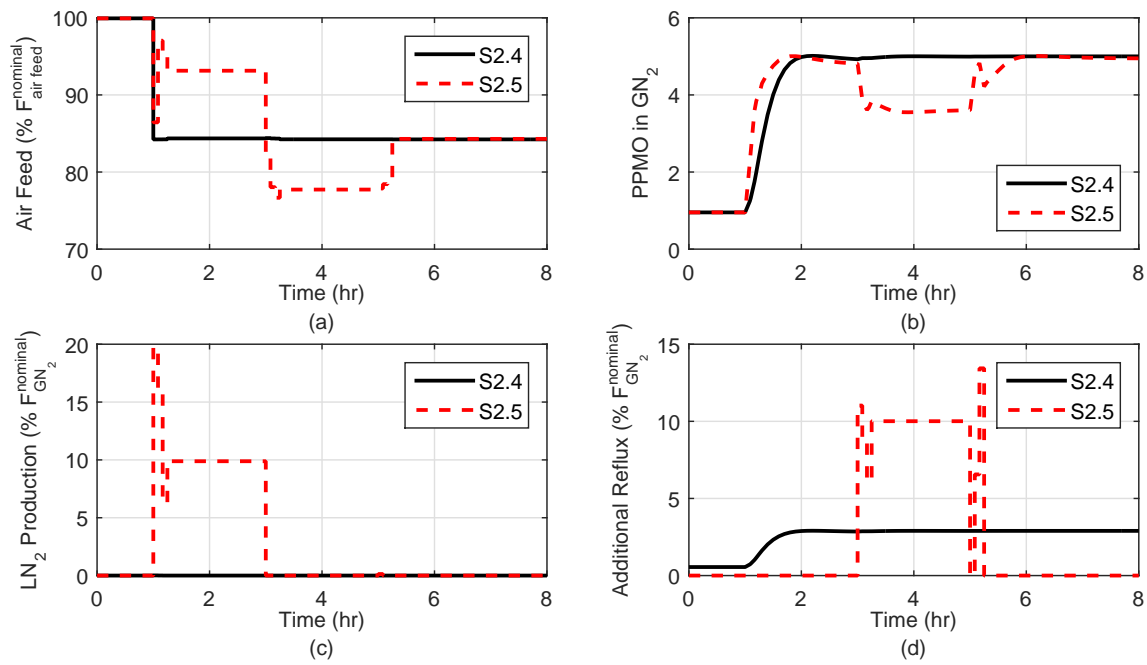 Air Feed (% F^nominal_air feed)
100
90
80
70
0 2 4 6 8
Time (hr)
(a)
S2.4
S2.5
PPMO in GN₂
6
4
2
0
0 2 4 6 8
Time (hr)
(b)
S2.4
S2.5
LN₂ Production (% F^nominal_GN₂)
20
15
10
5
0
0 2 4 6 8
Time (hr)
(c)
S2.4
S2.5
Additional Reflux (% F^nominal_GN₂)
15
10
5
0
0 2 4 6 8
Time (hr)
(d)
S2.4
S2.5